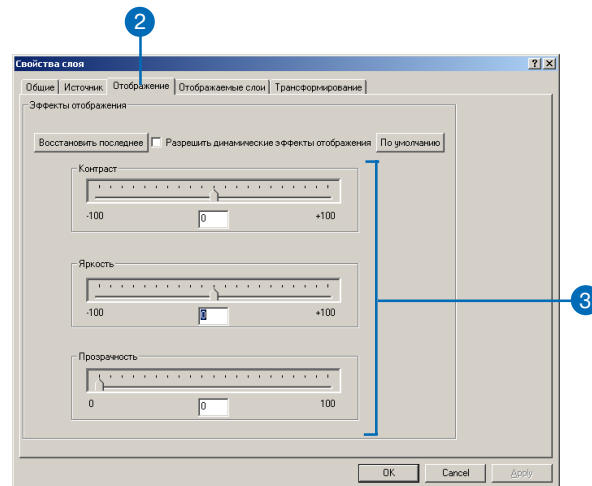 2
Свойства слоя
Общие Источник Отображение Отображаемые слои Трансформирование
Эффекты отображения
Восстановить последнее Разрешить динамические эффекты отображения По умолчанию
Контраст
-100 0 +100
Яркость
-100 0 +100
3
Прозрачность
0 0 100
OK Cancel Apply